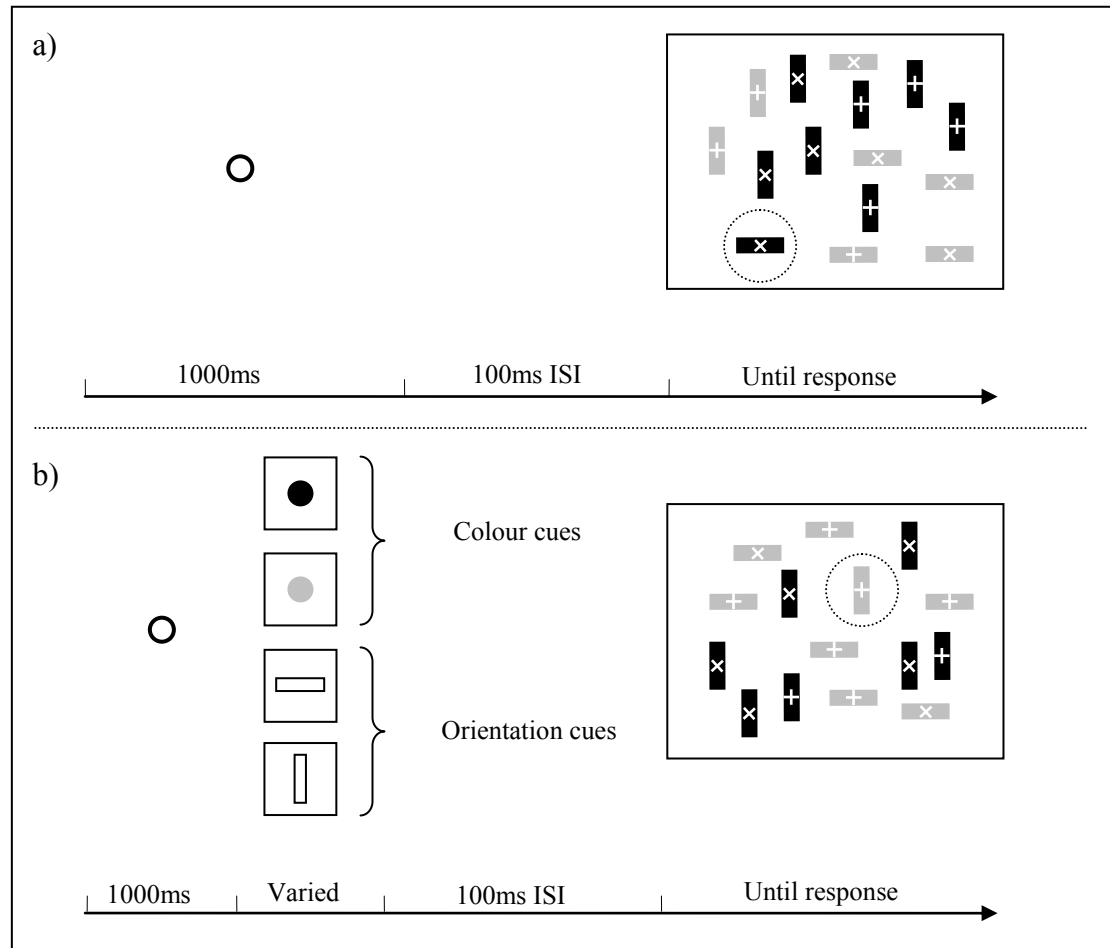 a)
1000ms
100ms ISI
Until response
b)
Colour cues
Orientation cues
1000ms
Varied
100ms ISI
Until response